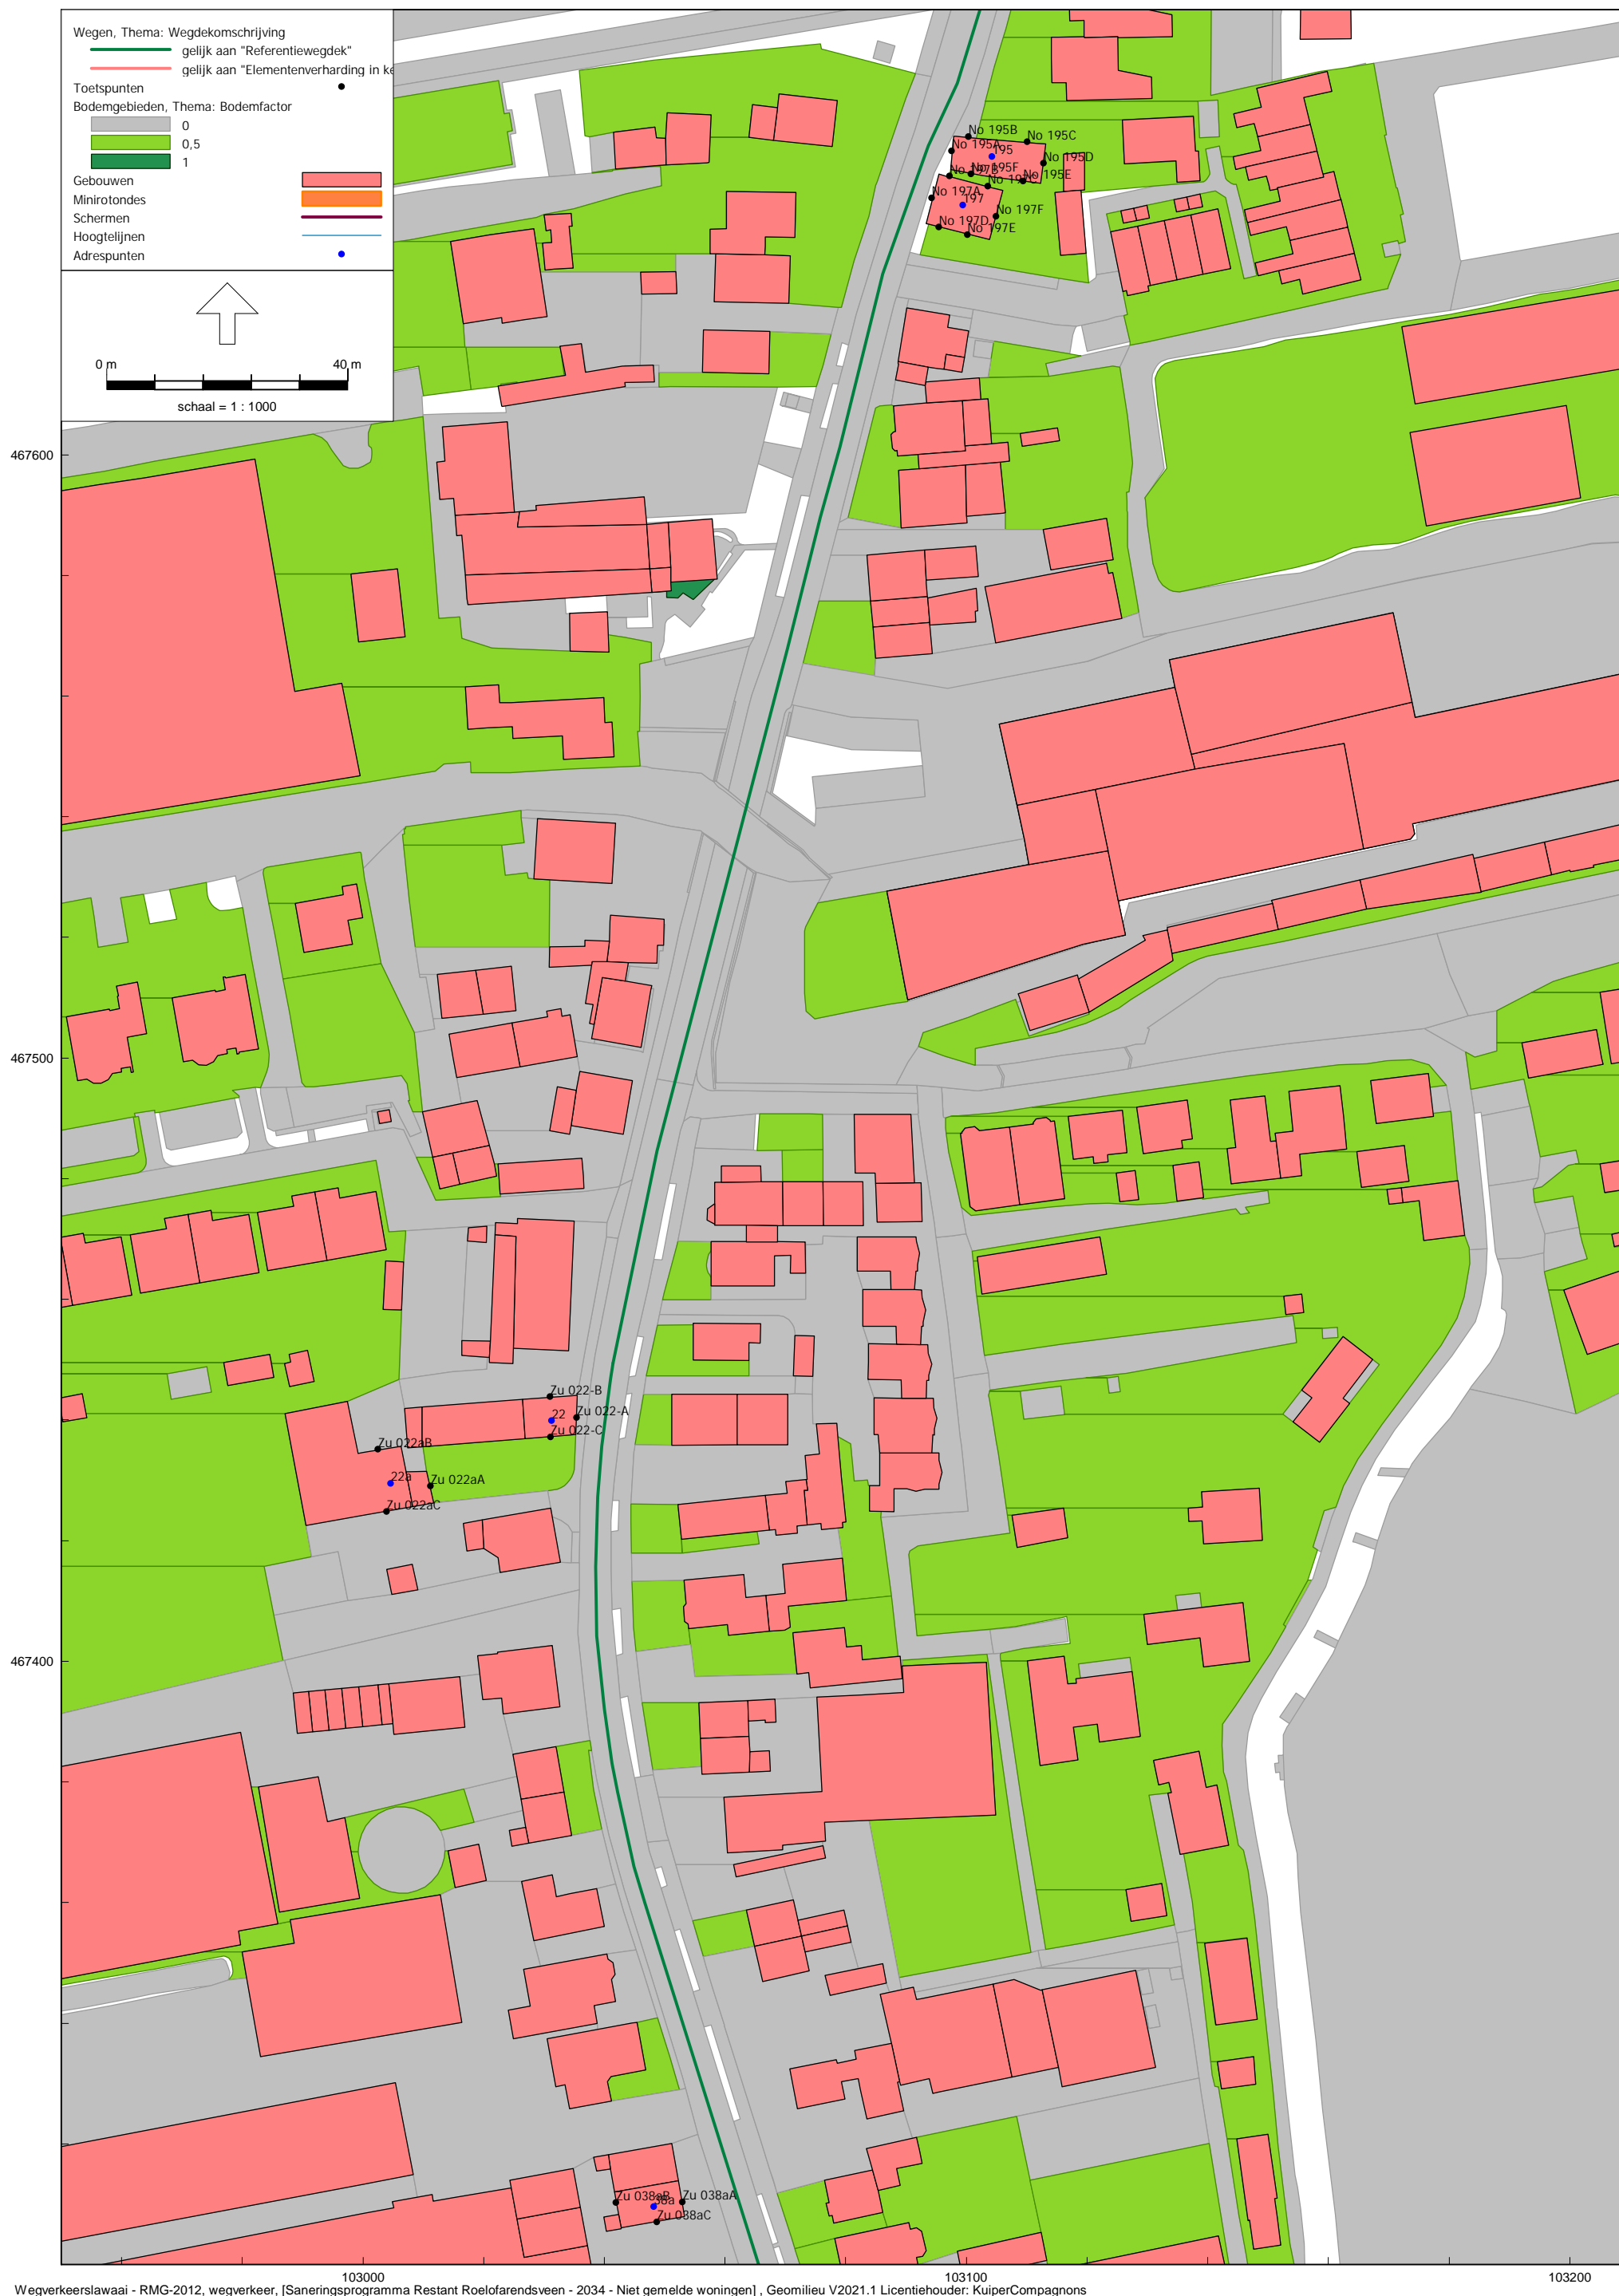 Wegen, Thema: Wegdekomschrijving
gelijk aan "Referentiewegdek"
gelijk aan "Elementenverharding in ke
Toetspunten
Bodemgebieden, Thema: Bodemfactor
0
0,5
1
Gebouwen
Minirotondes
Schermen
Hoogtelijnen
Adrespunten
0 m 40 m
schaal = 1 : 1000
No 195B
No 195C
No 195A
195
No 195D
No 195F
No 197B
No 195E
No 197C
No 197A
197
No 197F
No 197D
No 197E
467600
467500
Zu 022-B
22
Zu 022-A
Zu 022-C
Zu 022aB
22a
Zu 022aA
Zu 022aC
467400
Zu 038aB
38a
Zu 038aA
Zu 038aC
103000 103100 103200
Wegverkeerslawaai - RMG-2012, wegverkeer, [Saneringsprogramma Restant Roelofarendsveen - 2034 - Niet gemelde woningen] , Geomilieu V2021.1 Licentiehouder: KuiperCompagnons